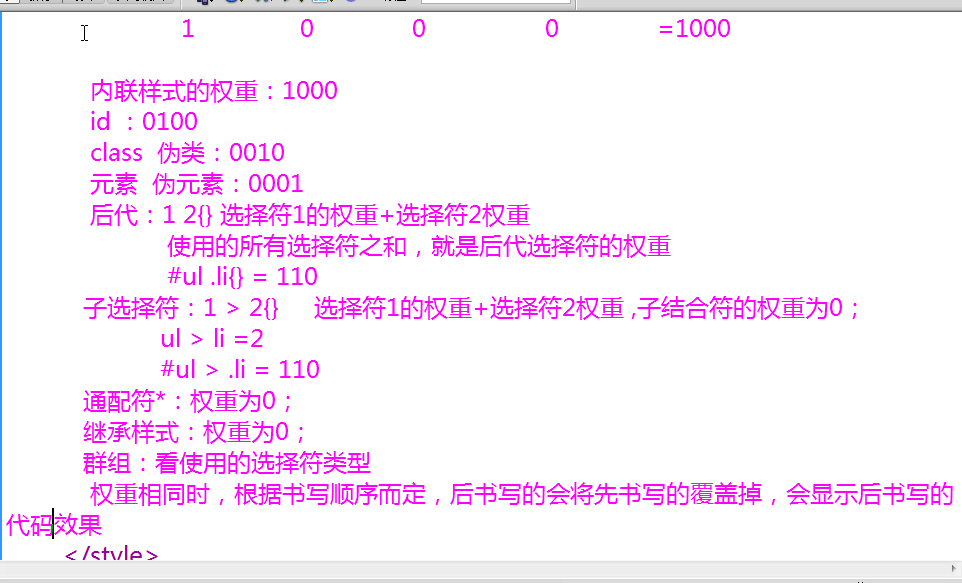 1 0 0 0 =1000
内联样式的权重：1000
id ：0100
class 伪类：0010
元素 伪元素：0001
后代：1 2{} 选择符1的权重+选择符2权重
使用的所有选择符之和，就是后代选择符的权重
#ul .li{} = 110
子选择符：1 > 2{} 选择符1的权重+选择符2权重 ,子结合符的权重为0；
ul > li =2
#ul > .li = 110
通配符*：权重为0；
继承样式：权重为0；
群组：看使用的选择符类型
权重相同时，根据书写顺序而定，后书写的会将先书写的覆盖掉，会显示后书写的
代码效果
</style>